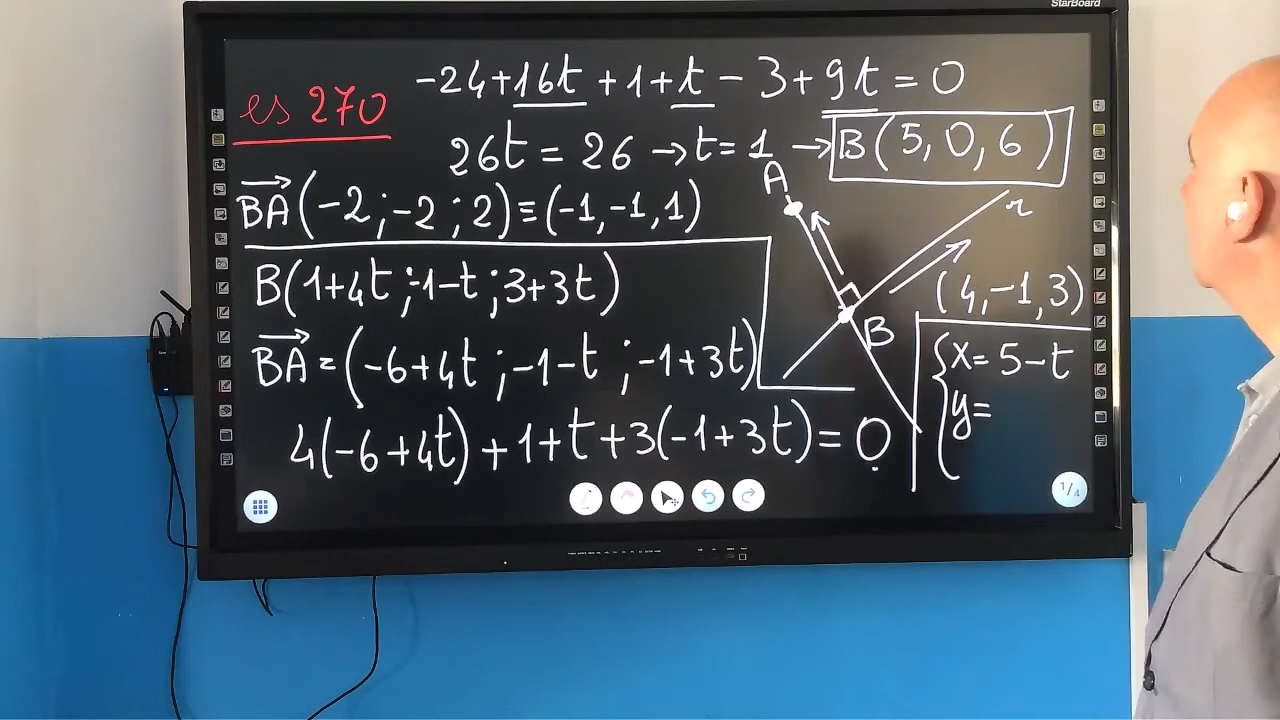 StarBoard
es 270
-24+16t + 1+t - 3+9t = 0
26t = 26 → t = 1 → B(5, 0, 6)
BA(-2 ; -2 ; 2) ≡ (-1, -1, 1)
B(1+4t ; -1-t ; 3+3t)
BA = (-6+4t ; -1-t ; -1+3t)
4(-6+4t) + 1+t + 3(-1+3t) = 0
A
r
B
(4, -1, 3)
{ x = 5-t
y =
1/4